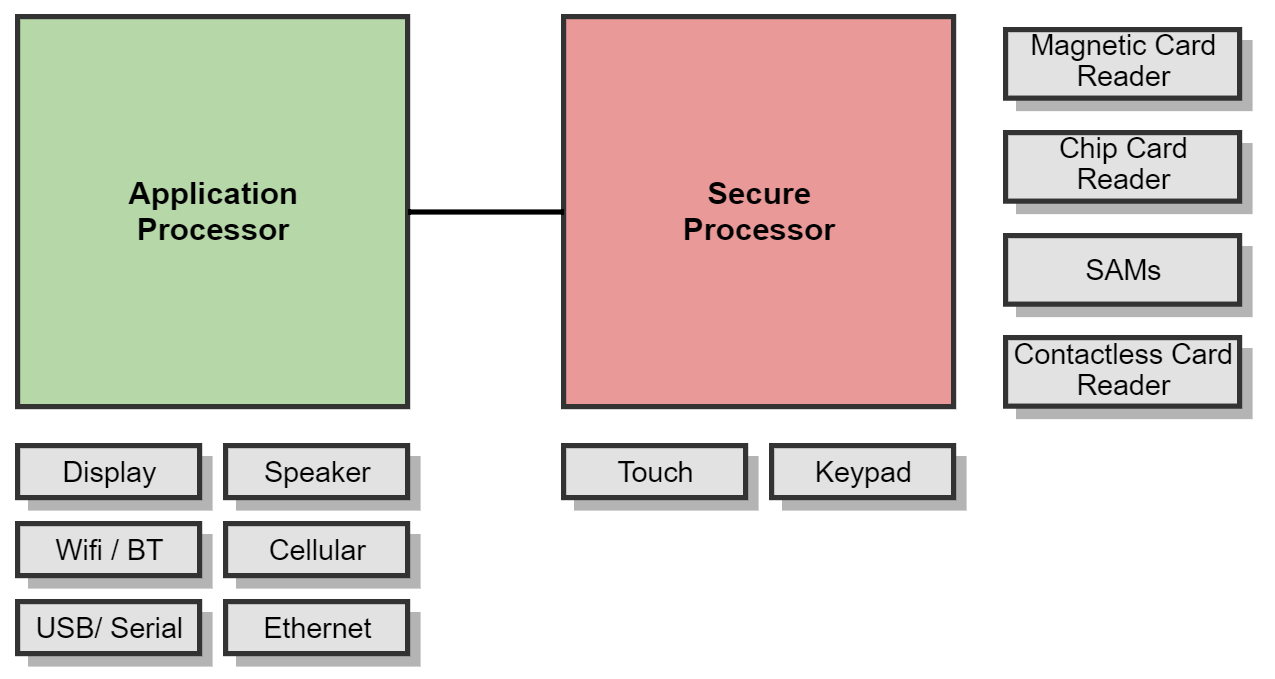 Application
Processor
Secure
Processor
Magnetic Card
Reader
Chip Card
Reader
SAMs
Contactless Card
Reader
Display
Speaker
Wifi / BT
Cellular
USB/ Serial
Ethernet
Touch
Keypad